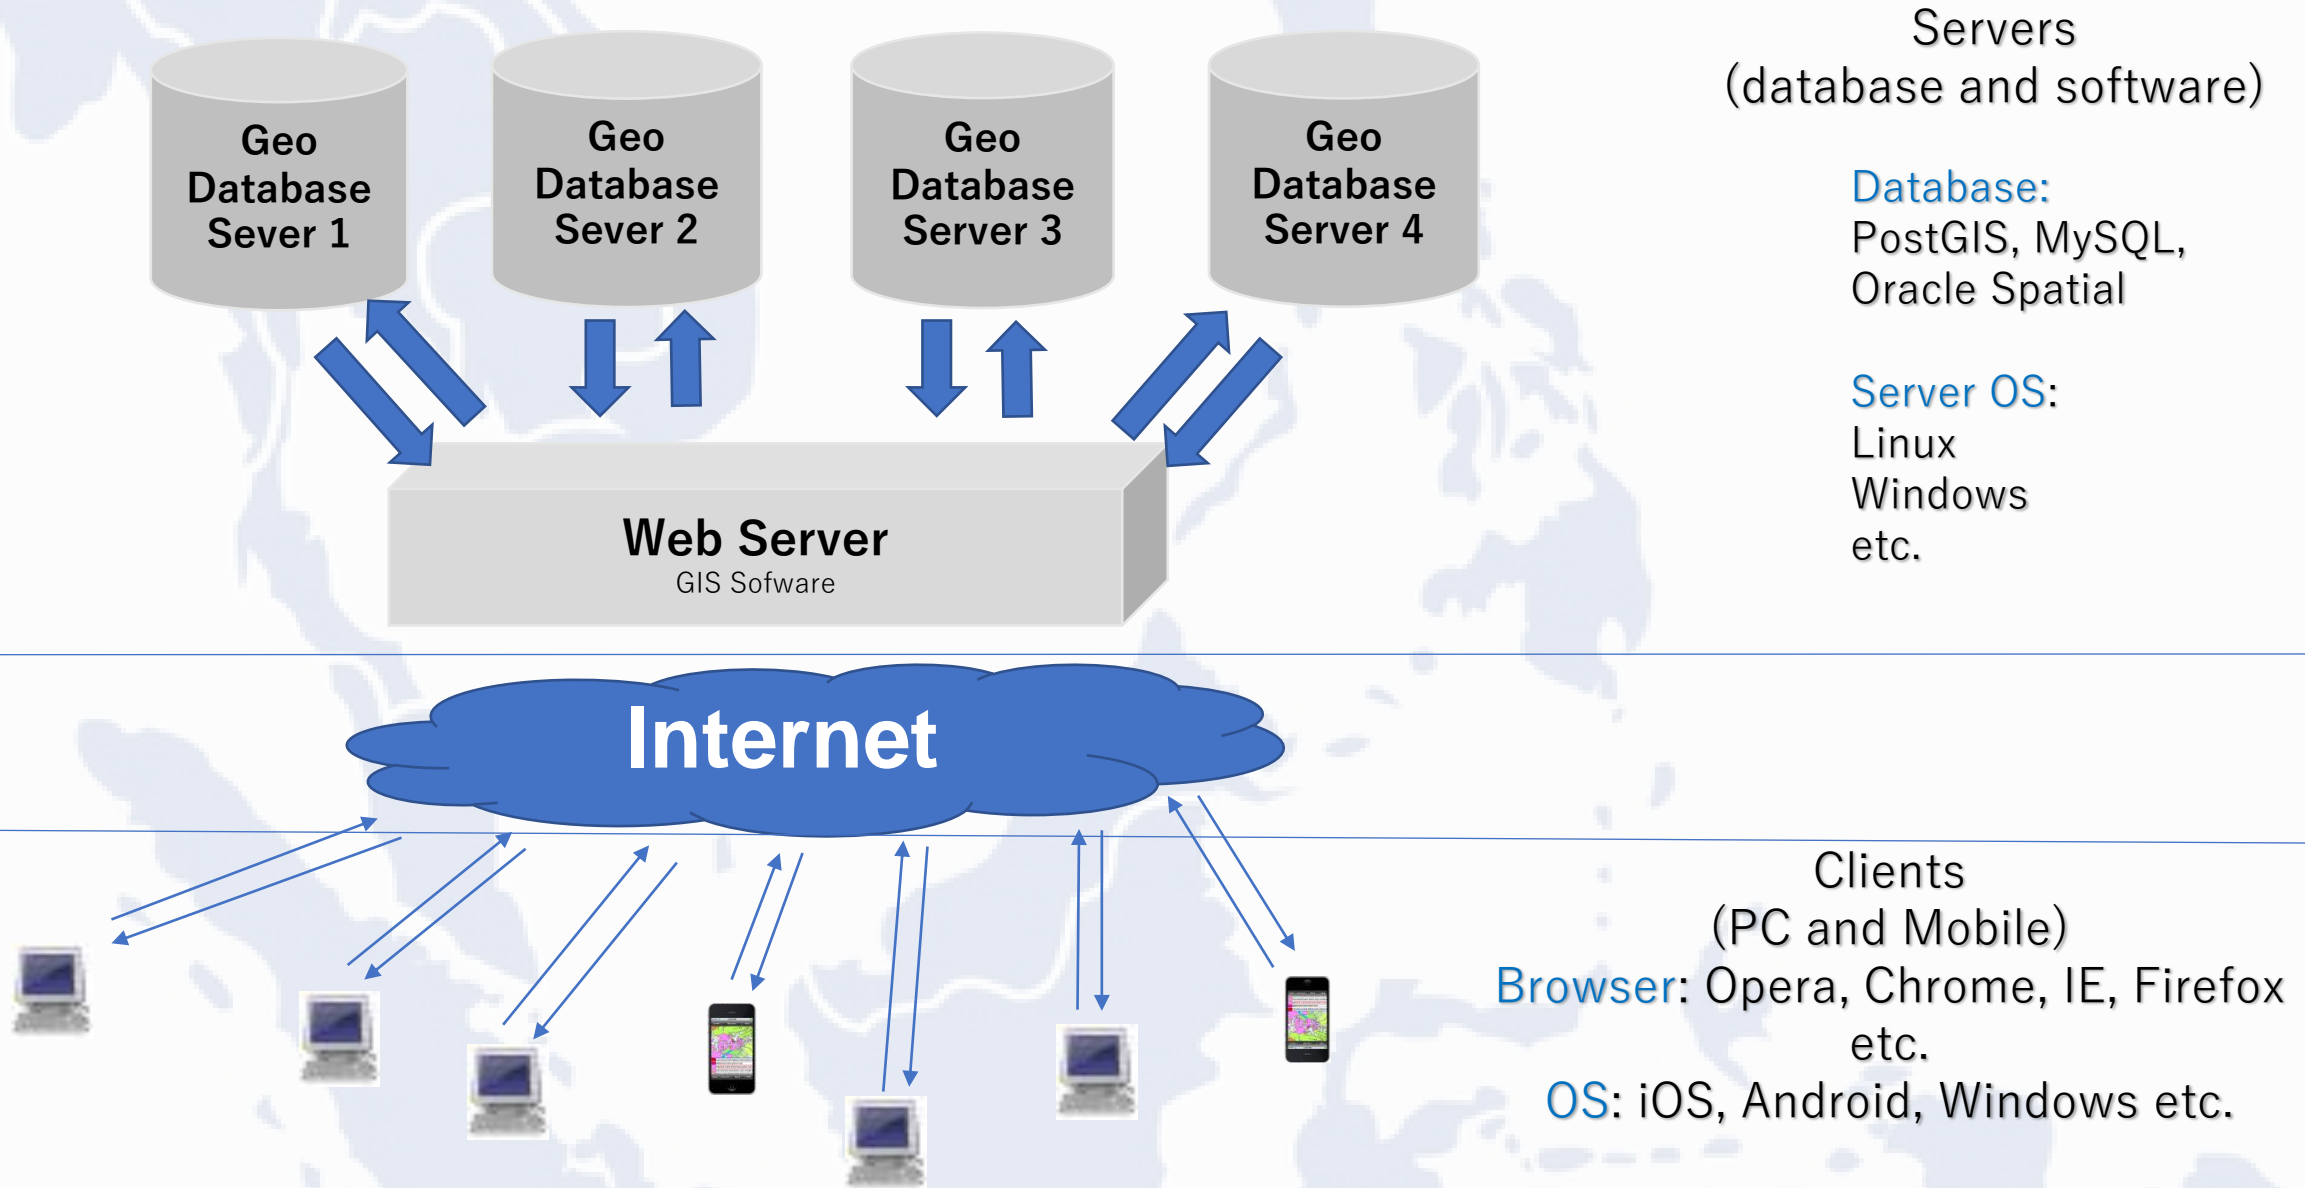 Geo
Database
Sever 1
Geo
Database
Sever 2
Geo
Database
Server 3
Geo
Database
Server 4
Servers
(database and software)
Database:
PostGIS, MySQL,
Oracle Spatial
Server OS:
Linux
Windows
etc.
Web Server
GIS Sofware
Internet
Clients
(PC and Mobile)
Browser: Opera, Chrome, IE, Firefox
etc.
OS: iOS, Android, Windows etc.